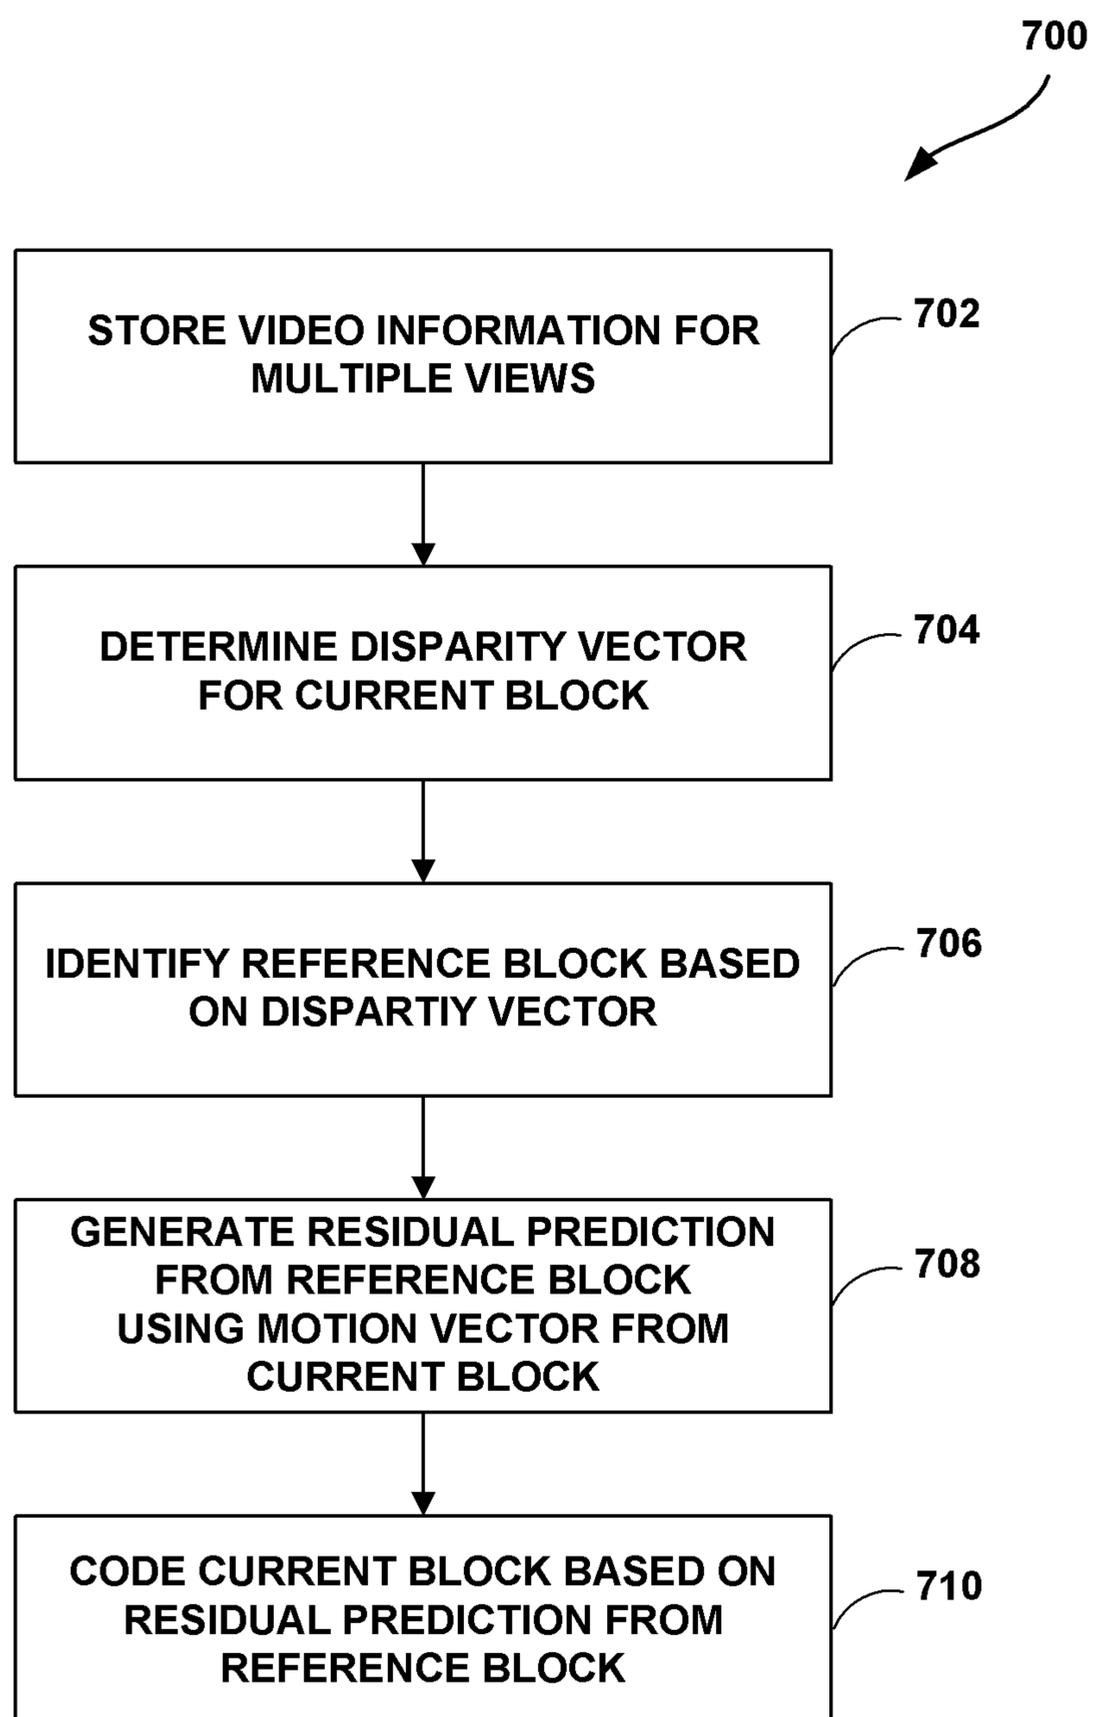 700
STORE VIDEO INFORMATION FOR
MULTIPLE VIEWS
702
DETERMINE DISPARITY VECTOR
FOR CURRENT BLOCK
704
IDENTIFY REFERENCE BLOCK BASED
ON DISPARTIY VECTOR
706
GENERATE RESIDUAL PREDICTION
FROM REFERENCE BLOCK
USING MOTION VECTOR FROM
CURRENT BLOCK
708
CODE CURRENT BLOCK BASED ON
RESIDUAL PREDICTION FROM
REFERENCE BLOCK
710